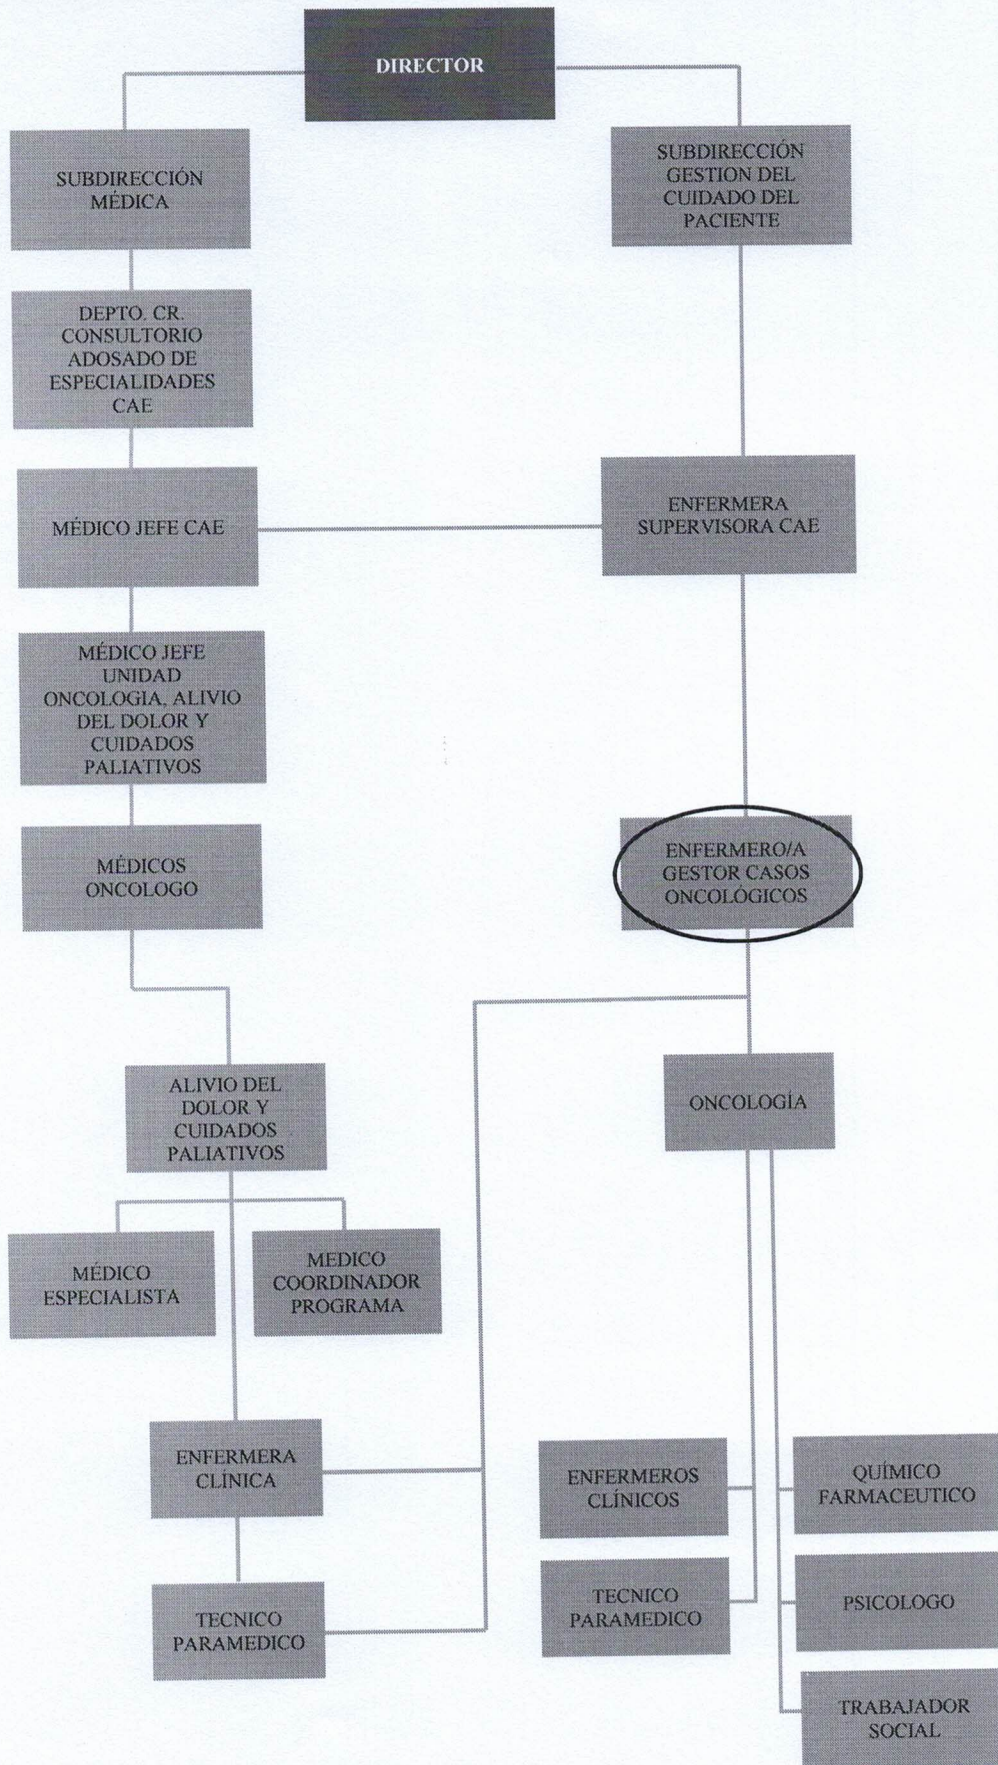 DIRECTOR
SUBDIRECCIÓN
MÉDICA
SUBDIRECCIÓN
GESTION DEL
CUIDADO DEL
PACIENTE
DEPTO. CR.
CONSULTORIO
ADOSADO DE
ESPECIALIDADES
CAE
MÉDICO JEFE CAE
ENFERMERA
SUPERVISORA CAE
MÉDICO JEFE
UNIDAD
ONCOLOGIA, ALIVIO
DEL DOLOR Y
CUIDADOS
PALIATIVOS
MÉDICOS
ONCOLOGO
ENFERMERO/A
GESTOR CASOS
ONCOLÓGICOS
ALIVIO DEL
DOLOR Y
CUIDADOS
PALIATIVOS
ONCOLOGÍA
MÉDICO
ESPECIALISTA
MEDICO
COORDINADOR
PROGRAMA
ENFERMERA
CLÍNICA
ENFERMEROS
CLÍNICOS
QUÍMICO
FARMACEUTICO
TECNICO
PARAMEDICO
TECNICO
PARAMEDICO
PSICOLOGO
TRABAJADOR
SOCIAL